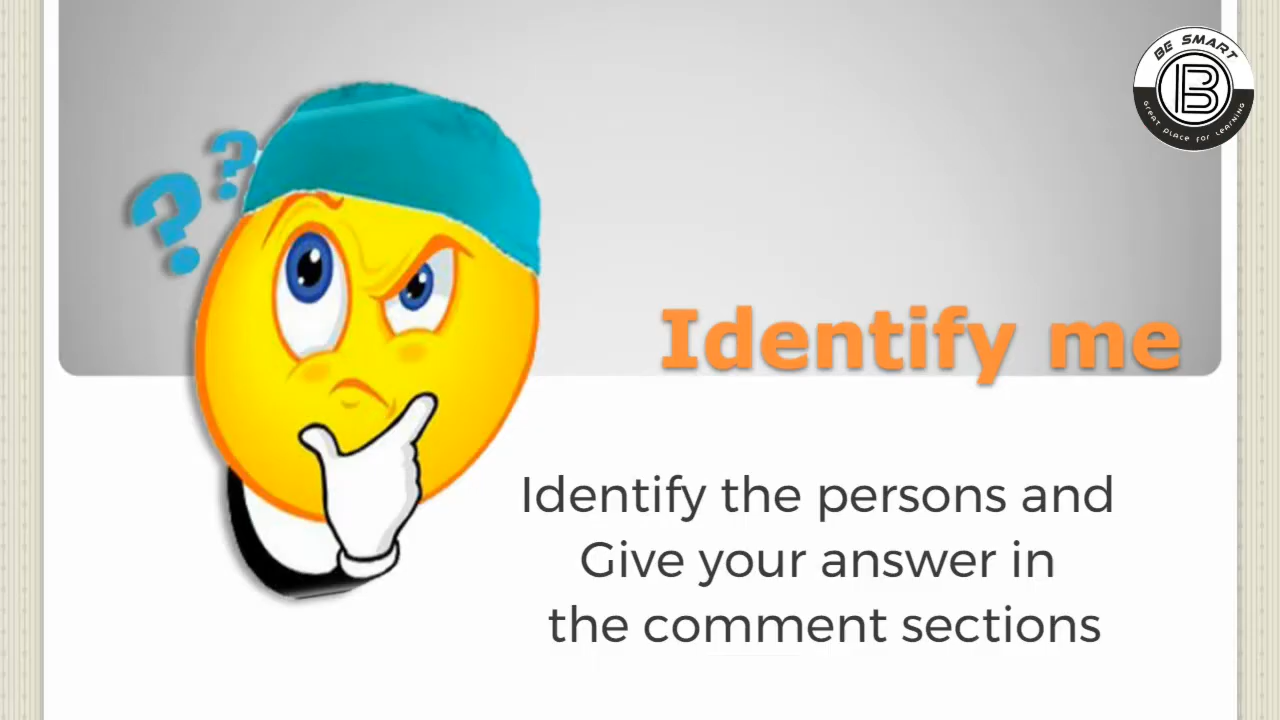 BE SMART
B
Great place for learning
? ?
Identify me
Identify the persons and
Give your answer in
the comment sections